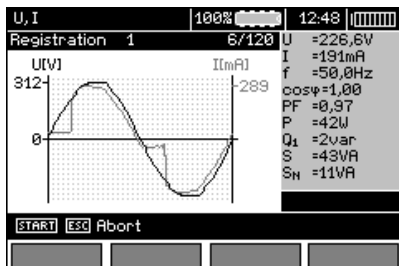 U,I 100% 12:48
Registration 1 6/120
U[V] I[mA]
312
289
0
U =226,6V
I =191mA
f =50,0Hz
cosφ=1,00
PF =0,97
P =42W
Q₁ =2var
S =43VA
Sɴ =11VA
START ESC Abort